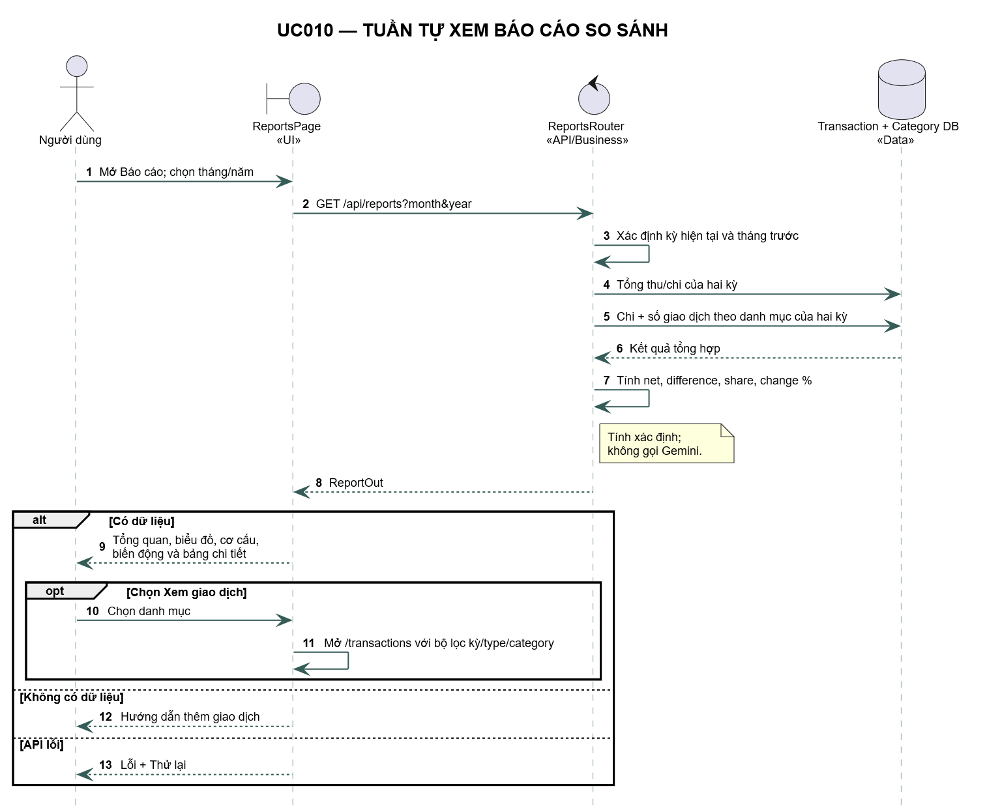 UC010 — TUẦN TỰ XEM BÁO CÁO SO SÁNH
Người dùng
ReportsPage
«UI»
ReportsRouter
«API/Business»
Transaction + Category DB
«Data»
1 Mở Báo cáo; chọn tháng/năm
2 GET /api/reports?month&year
3 Xác định kỳ hiện tại và tháng trước
4 Tổng thu/chi của hai kỳ
5 Chi + số giao dịch theo danh mục của hai kỳ
6 Kết quả tổng hợp
7 Tính net, difference, share, change %
Tính xác định;
không gọi Gemini.
8 ReportOut
alt [Có dữ liệu]
9 Tổng quan, biểu đồ, cơ cấu,
biến động và bảng chi tiết
opt [Chọn Xem giao dịch]
10 Chọn danh mục
11 Mở /transactions với bộ lọc kỳ/type/category
[Không có dữ liệu]
12 Hướng dẫn thêm giao dịch
[API lỗi]
13 Lỗi + Thử lại